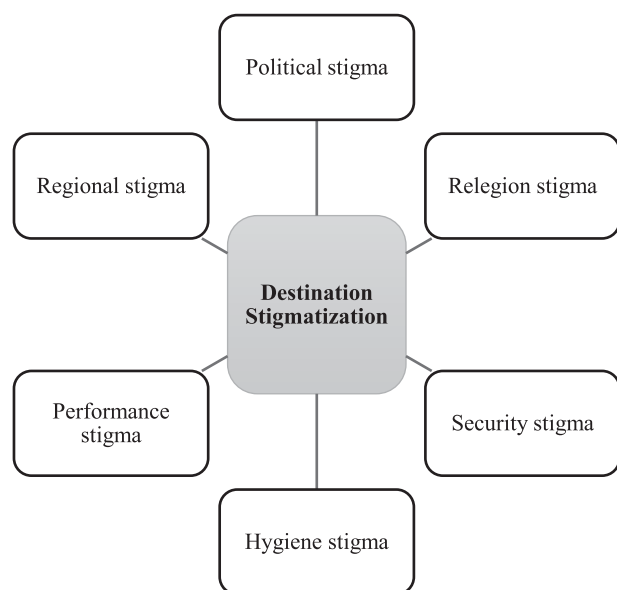 Political stigma
Regional stigma
Relegion stigma
Destination
Stigmatization
Performance
stigma
Security stigma
Hygiene stigma